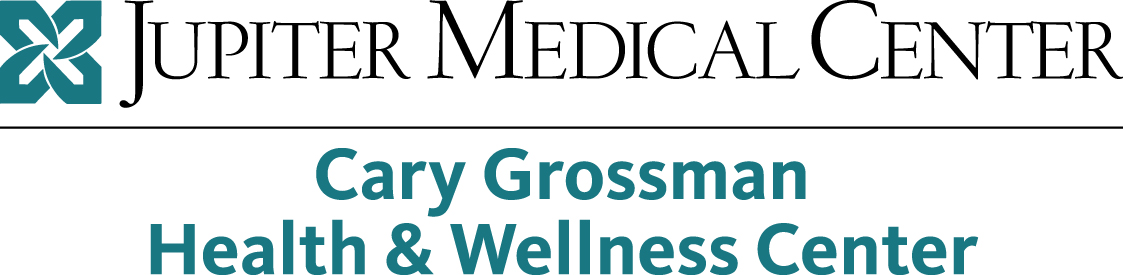 JUPITER MEDICAL CENTER
Cary Grossman
Health & Wellness Center